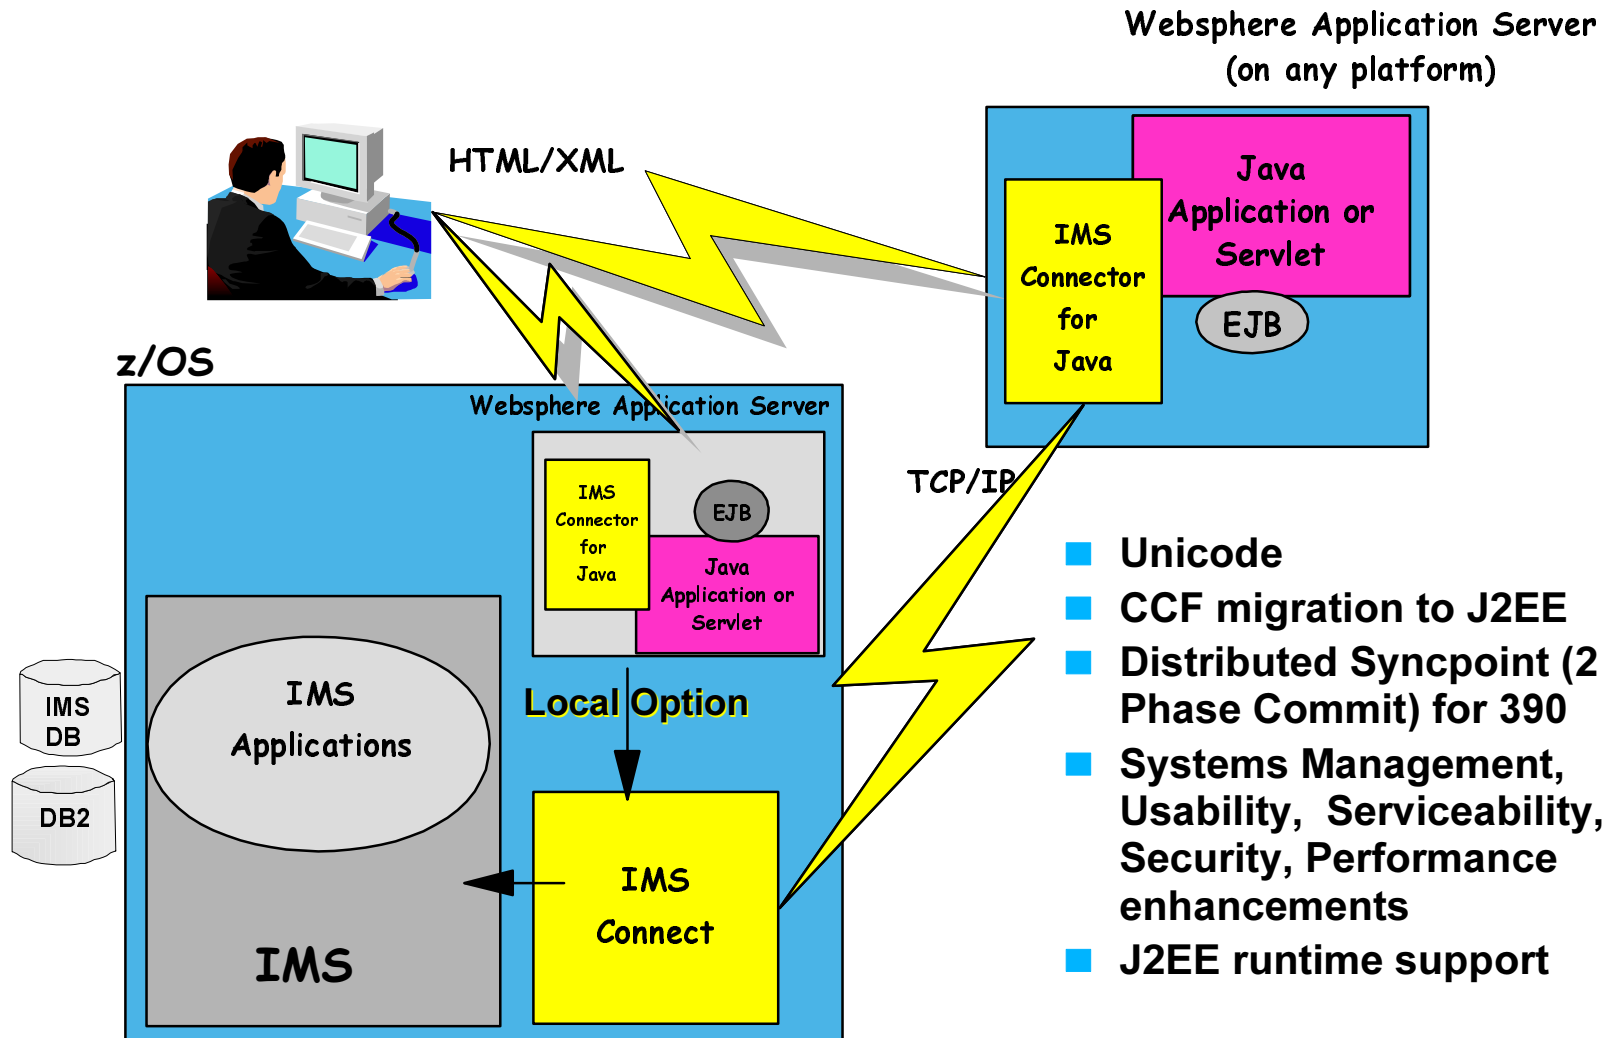 Websphere Application Server
(on any platform)
HTML/XML
Java
Application or
Servlet
IMS
Connector
for
Java
EJB
z/OS
Websphere Application Server
IMS
Connector
for
Java
EJB
Java
Application or
Servlet
TCP/IP
Local Option
IMS
Applications
IMS
DB
DB2
IMS
Connect
IMS
Unicode
CCF migration to J2EE
Distributed Syncpoint (2
Phase Commit) for 390
Systems Management,
Usability, Serviceability,
Security, Performance
enhancements
J2EE runtime support